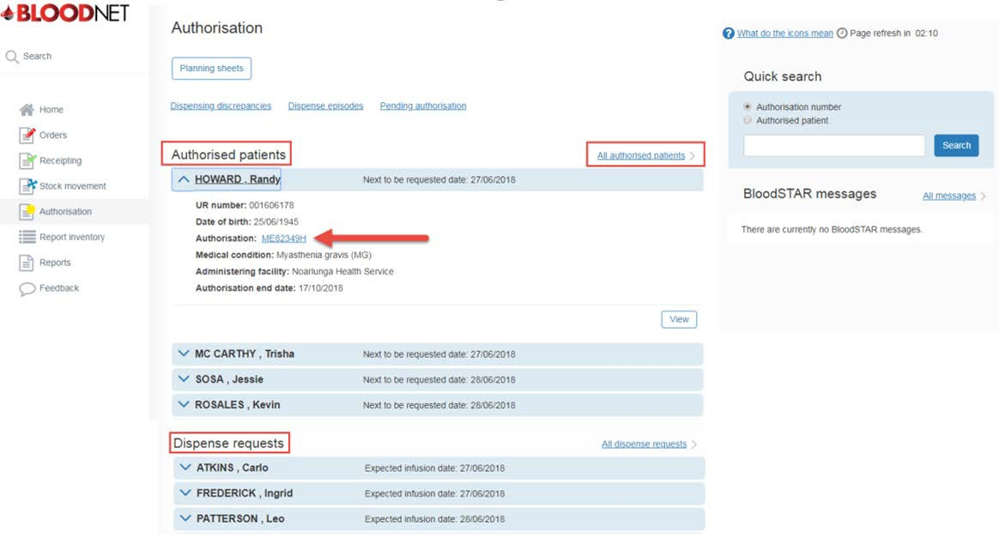 BLOODNET
Search
Home
Orders
Receipting
Stock movement
Authorisation
Report inventory
Reports
Feedback
Authorisation
Planning sheets
Dispensing discrepancies Dispense episodes Pending authorisation
Authorised patients All authorised patients
HOWARD , Randy Next to be requested date: 27/06/2018
UR number: 001606178
Date of birth: 25/06/1945
Authorisation: ME82349H
Medical condition: Myasthenia gravis (MG)
Administering facility: Noarlunga Health Service
Authorisation end date: 17/10/2018
View
MC CARTHY , Trisha Next to be requested date: 27/06/2018
SOSA , Jessie Next to be requested date: 28/06/2018
ROSALES , Kevin Next to be requested date: 28/06/2018
Dispense requests All dispense requests
ATKINS , Carlo Expected infusion date: 27/06/2018
FREDERICK , Ingrid Expected infusion date: 27/06/2018
PATTERSON , Leo Expected infusion date: 28/06/2018
? What do the icons mean Page refresh in 02:10
Quick search
Authorisation number
Authorised patient
Search
BloodSTAR messages All messages
There are currently no BloodSTAR messages.